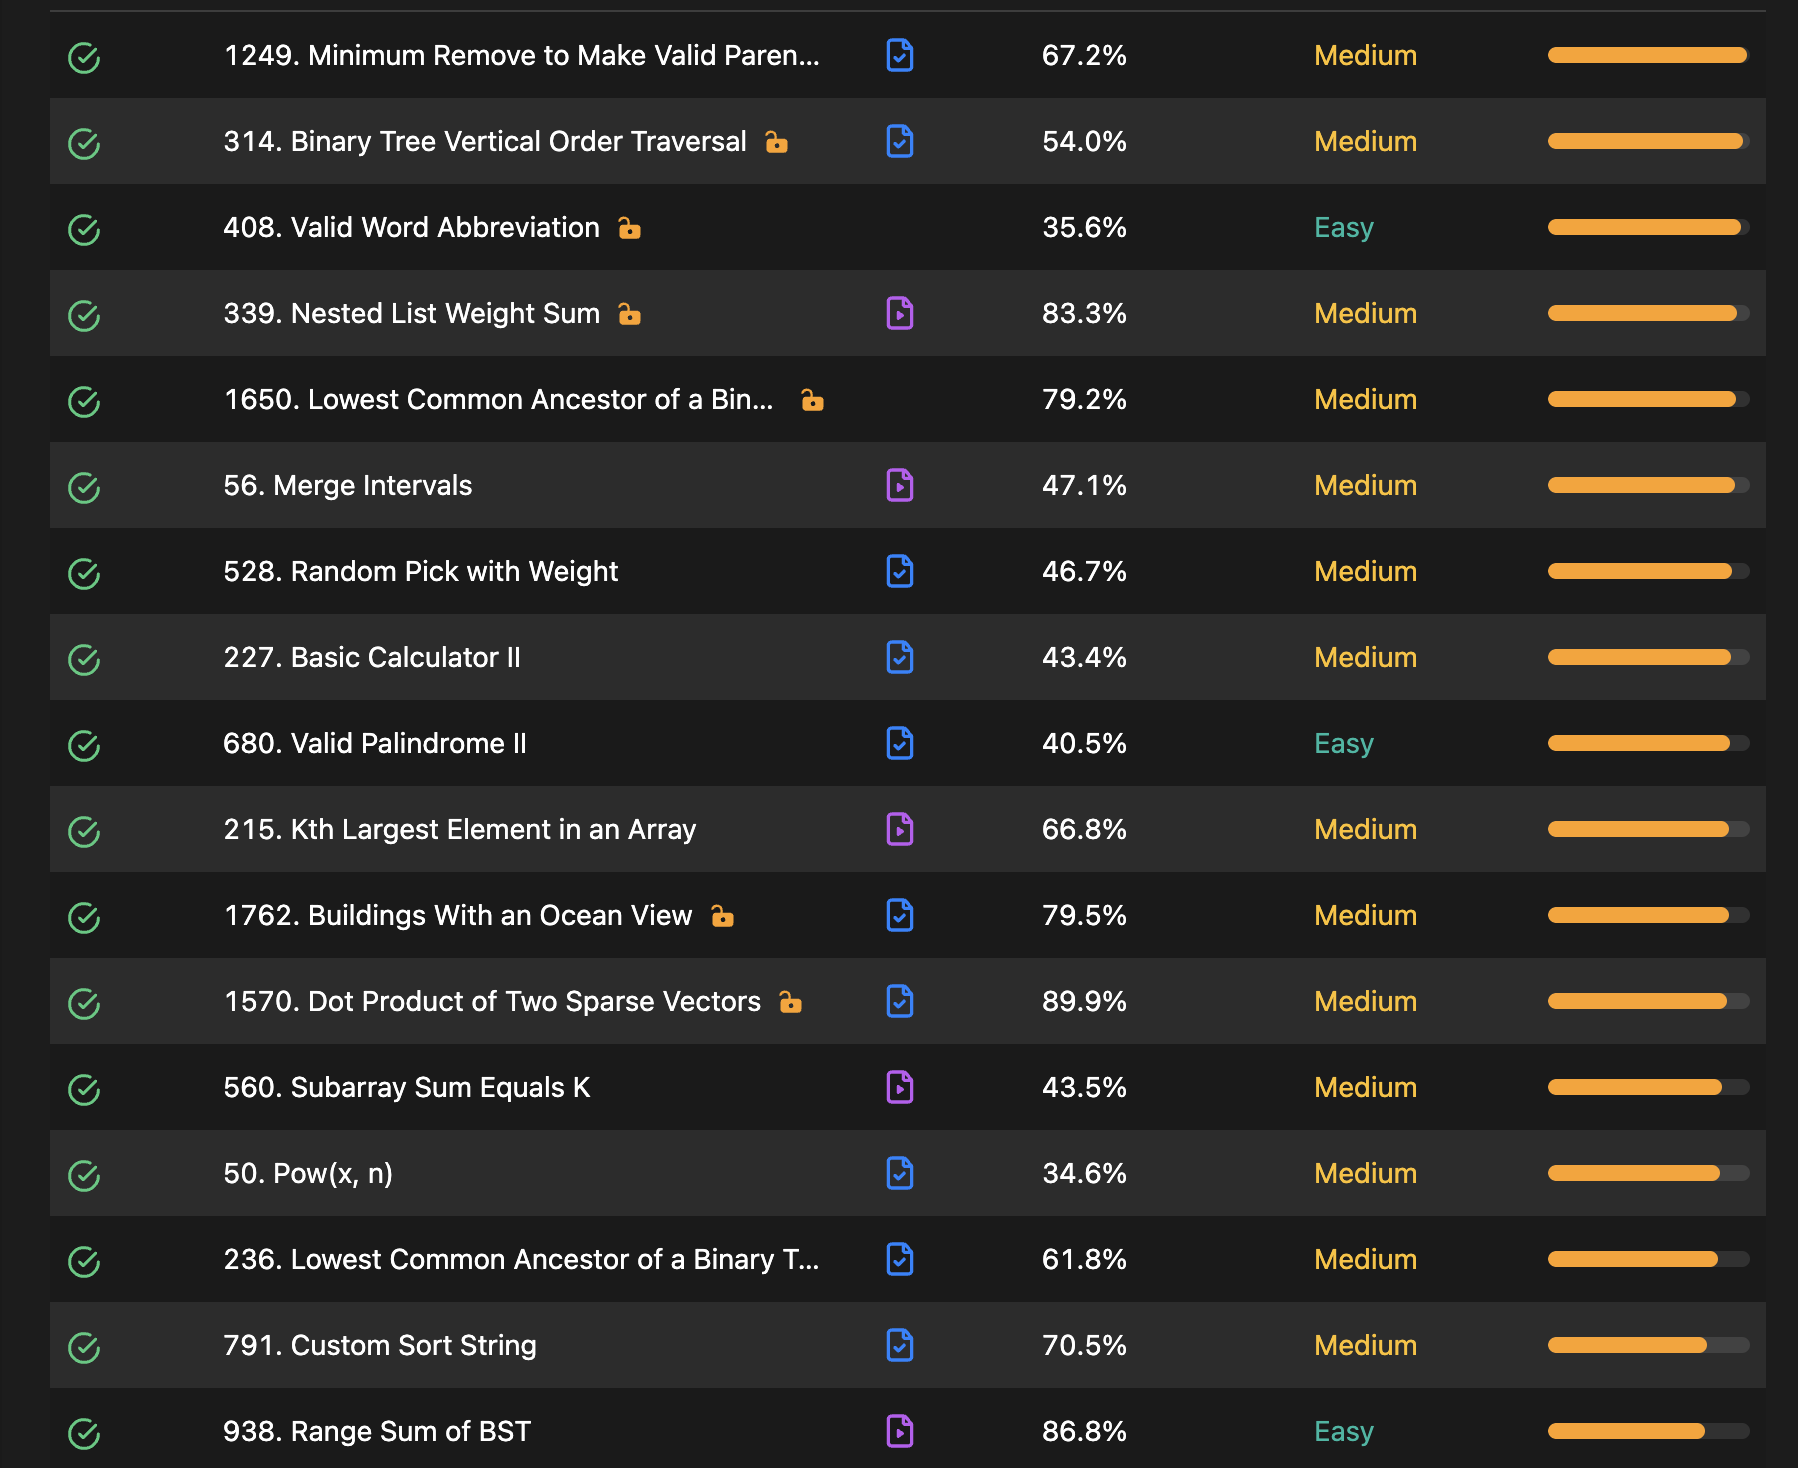 1249. Minimum Remove to Make Valid Paren... 67.2% Medium
314. Binary Tree Vertical Order Traversal 54.0% Medium
408. Valid Word Abbreviation 35.6% Easy
339. Nested List Weight Sum 83.3% Medium
1650. Lowest Common Ancestor of a Bin... 79.2% Medium
56. Merge Intervals 47.1% Medium
528. Random Pick with Weight 46.7% Medium
227. Basic Calculator II 43.4% Medium
680. Valid Palindrome II 40.5% Easy
215. Kth Largest Element in an Array 66.8% Medium
1762. Buildings With an Ocean View 79.5% Medium
1570. Dot Product of Two Sparse Vectors 89.9% Medium
560. Subarray Sum Equals K 43.5% Medium
50. Pow(x, n) 34.6% Medium
236. Lowest Common Ancestor of a Binary T... 61.8% Medium
791. Custom Sort String 70.5% Medium
938. Range Sum of BST 86.8% Easy